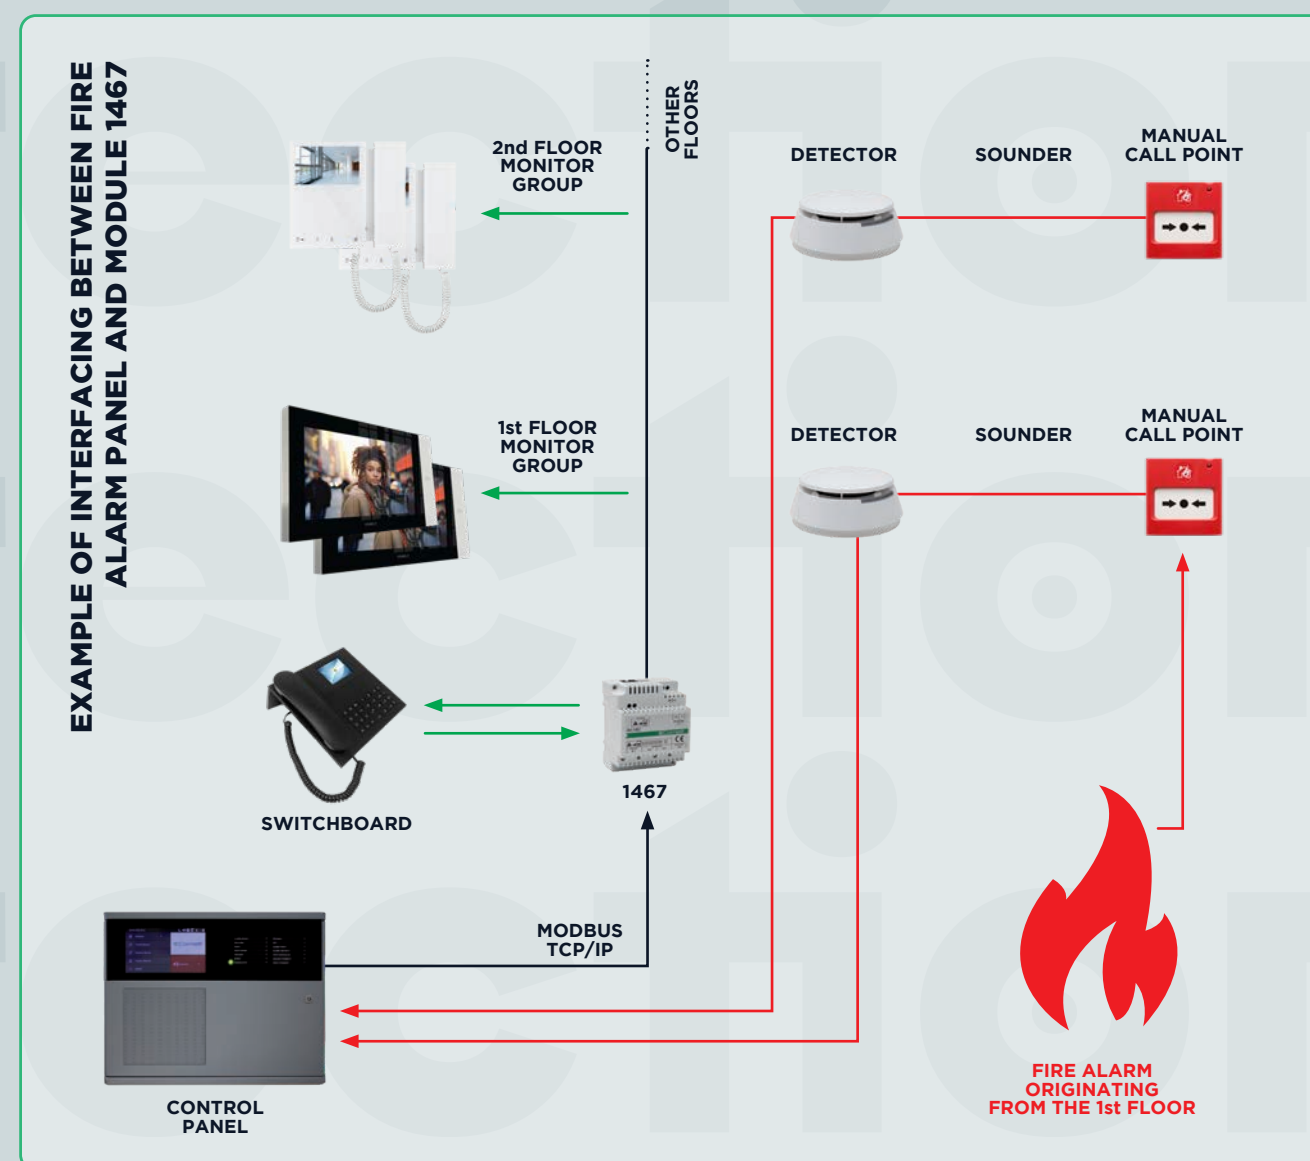 EXAMPLE OF INTERFACING BETWEEN FIRE
ALARM PANEL AND MODULE 1467
OTHER
FLOORS
2nd FLOOR
MONITOR
GROUP
DETECTOR
SOUNDER
MANUAL
CALL POINT
1st FLOOR
MONITOR
GROUP
DETECTOR
SOUNDER
MANUAL
CALL POINT
1467
SWITCHBOARD
MODBUS
TCP/IP
CONTROL
PANEL
FIRE ALARM
ORIGINATING
FROM THE 1st FLOOR